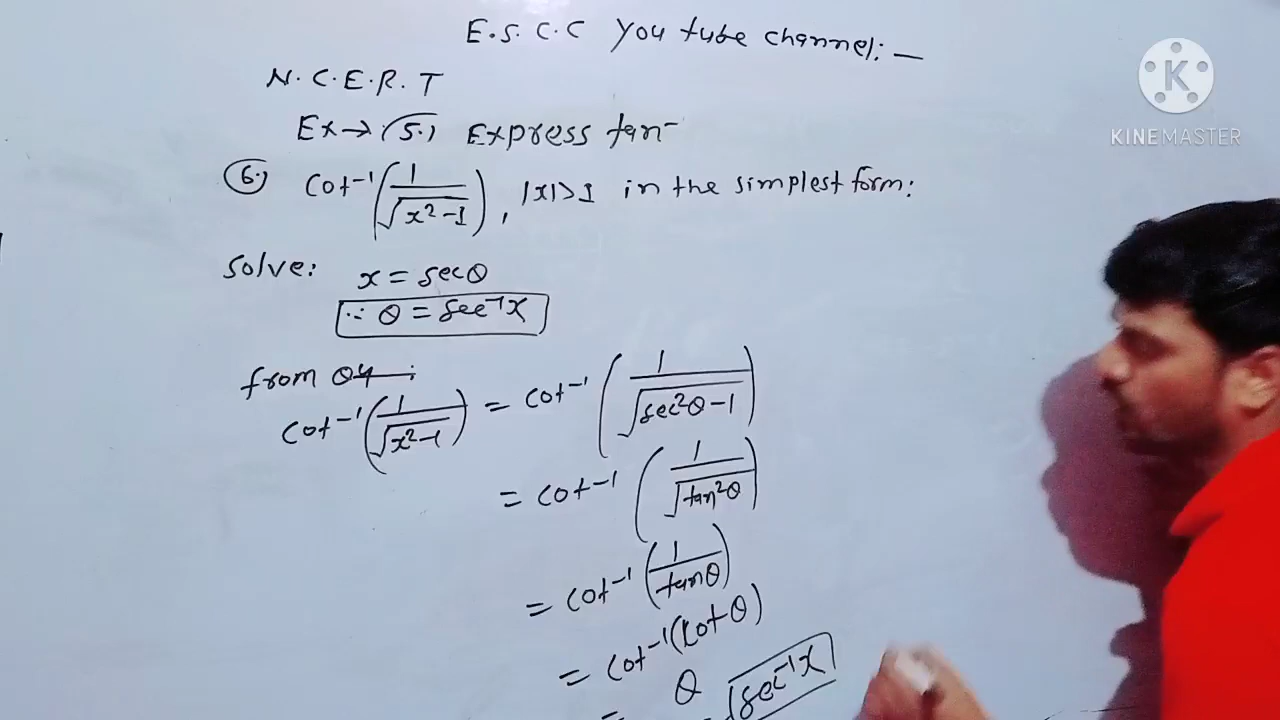 E.S.C.C You tube channel:—
K
KINEMASTER
N.C.E.R.T
Ex→(5.) Express tan⁻
(6.) cot⁻¹(1/√(x²-1)), |x|>1 in the simplest form:
Solve: x = secθ
∵ θ = sec⁻¹x
from
cot⁻¹(1/√(x²-1)) = cot⁻¹(1/√(sec²θ-1))
= cot⁻¹(1/√(tan²θ))
= cot⁻¹(1/tanθ)
= cot⁻¹(cotθ)
= θ = sec⁻¹x